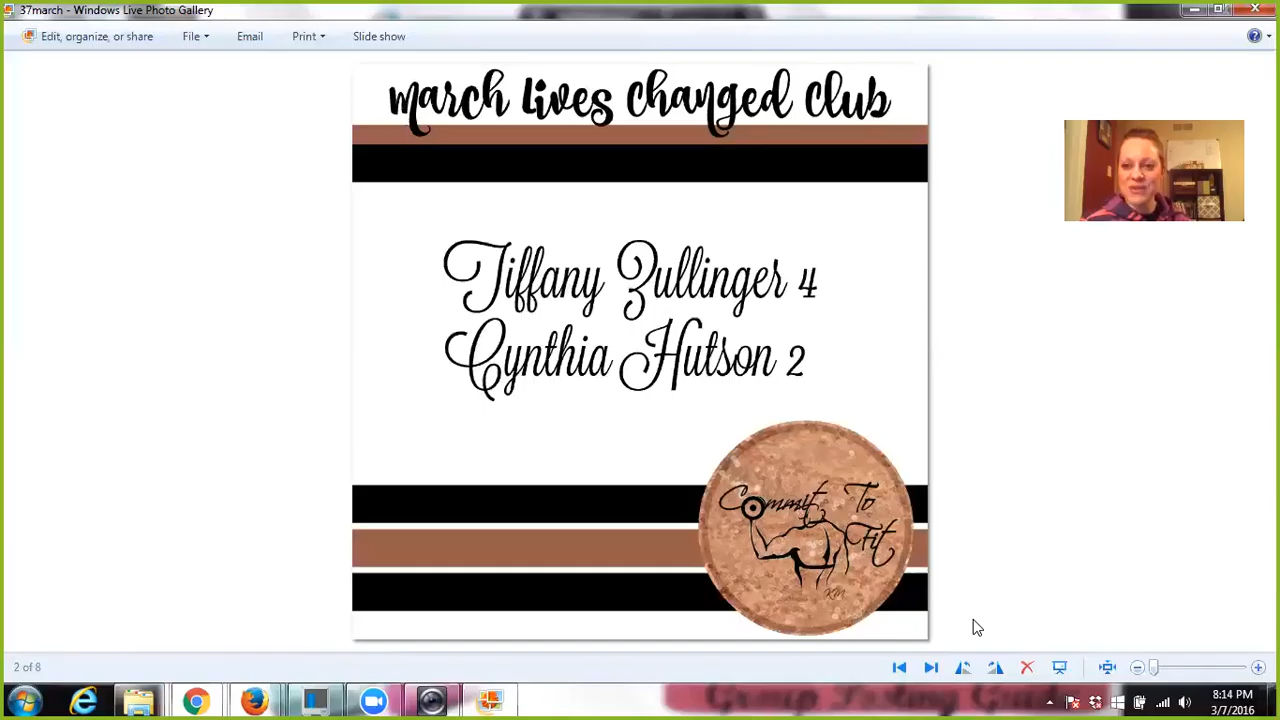 37march - Windows Live Photo Gallery
Edit, organize, or share File Email Print Slide show
march lives changed club
Tiffany Zullinger 4
Cynthia Hutson 2
Commit To
Fit
KM
2 of 8
8:14 PM
3/7/2016